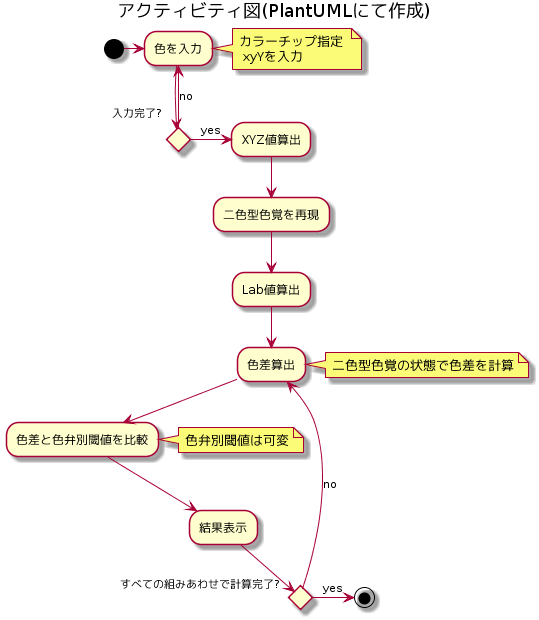 アクティビティ図(PlantUMLにて作成)
色を入力
カラーチップ指定
xyYを入力
no
入力完了?
yes
XYZ値算出
二色型色覚を再現
Lab値算出
色差算出
二色型色覚の状態で色差を計算
色差と色弁別閾値を比較
色弁別閾値は可変
no
結果表示
すべての組みあわせで計算完了?
yes